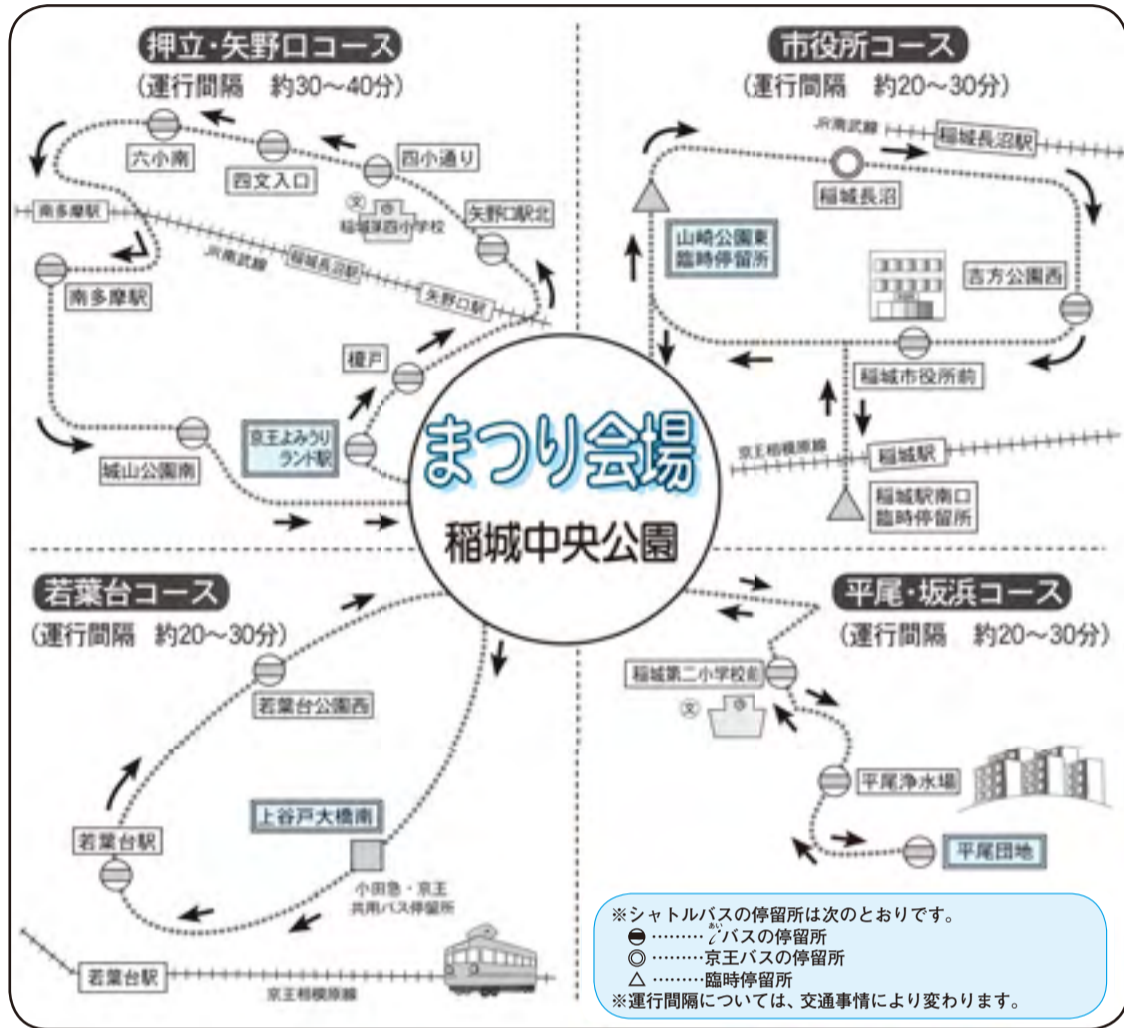 押立・矢野口コース
(運行間隔 約30〜40分)
六小南
四文入口
四小通り
矢野口駅北
文
稲城第四小学校
南多摩駅
JR南武線
稲城長沼駅
矢野口駅
南多摩駅
榎戸
京王よみうり
ランド駅
城山公園南
市役所コース
(運行間隔 約20〜30分)
JR南武線
稲城長沼駅
稲城長沼
山崎公園東
臨時停留所
吉方公園西
稲城市役所前
京王相模原線
稲城駅
稲城駅南口
臨時停留所
まつり会場
稲城中央公園
若葉台コース
(運行間隔 約20〜30分)
若葉台公園西
若葉台駅
上谷戸大橋南
小田急・京王
共用バス停留所
若葉台駅
京王相模原線
平尾・坂浜コース
(運行間隔 約20〜30分)
稲城第二小学校前
文
平尾浄水場
平尾団地
※シャトルバスの停留所は次のとおりです。
あい
………iバスの停留所
◎………京王バスの停留所
△………臨時停留所
※運行間隔については、交通事情により変わります。